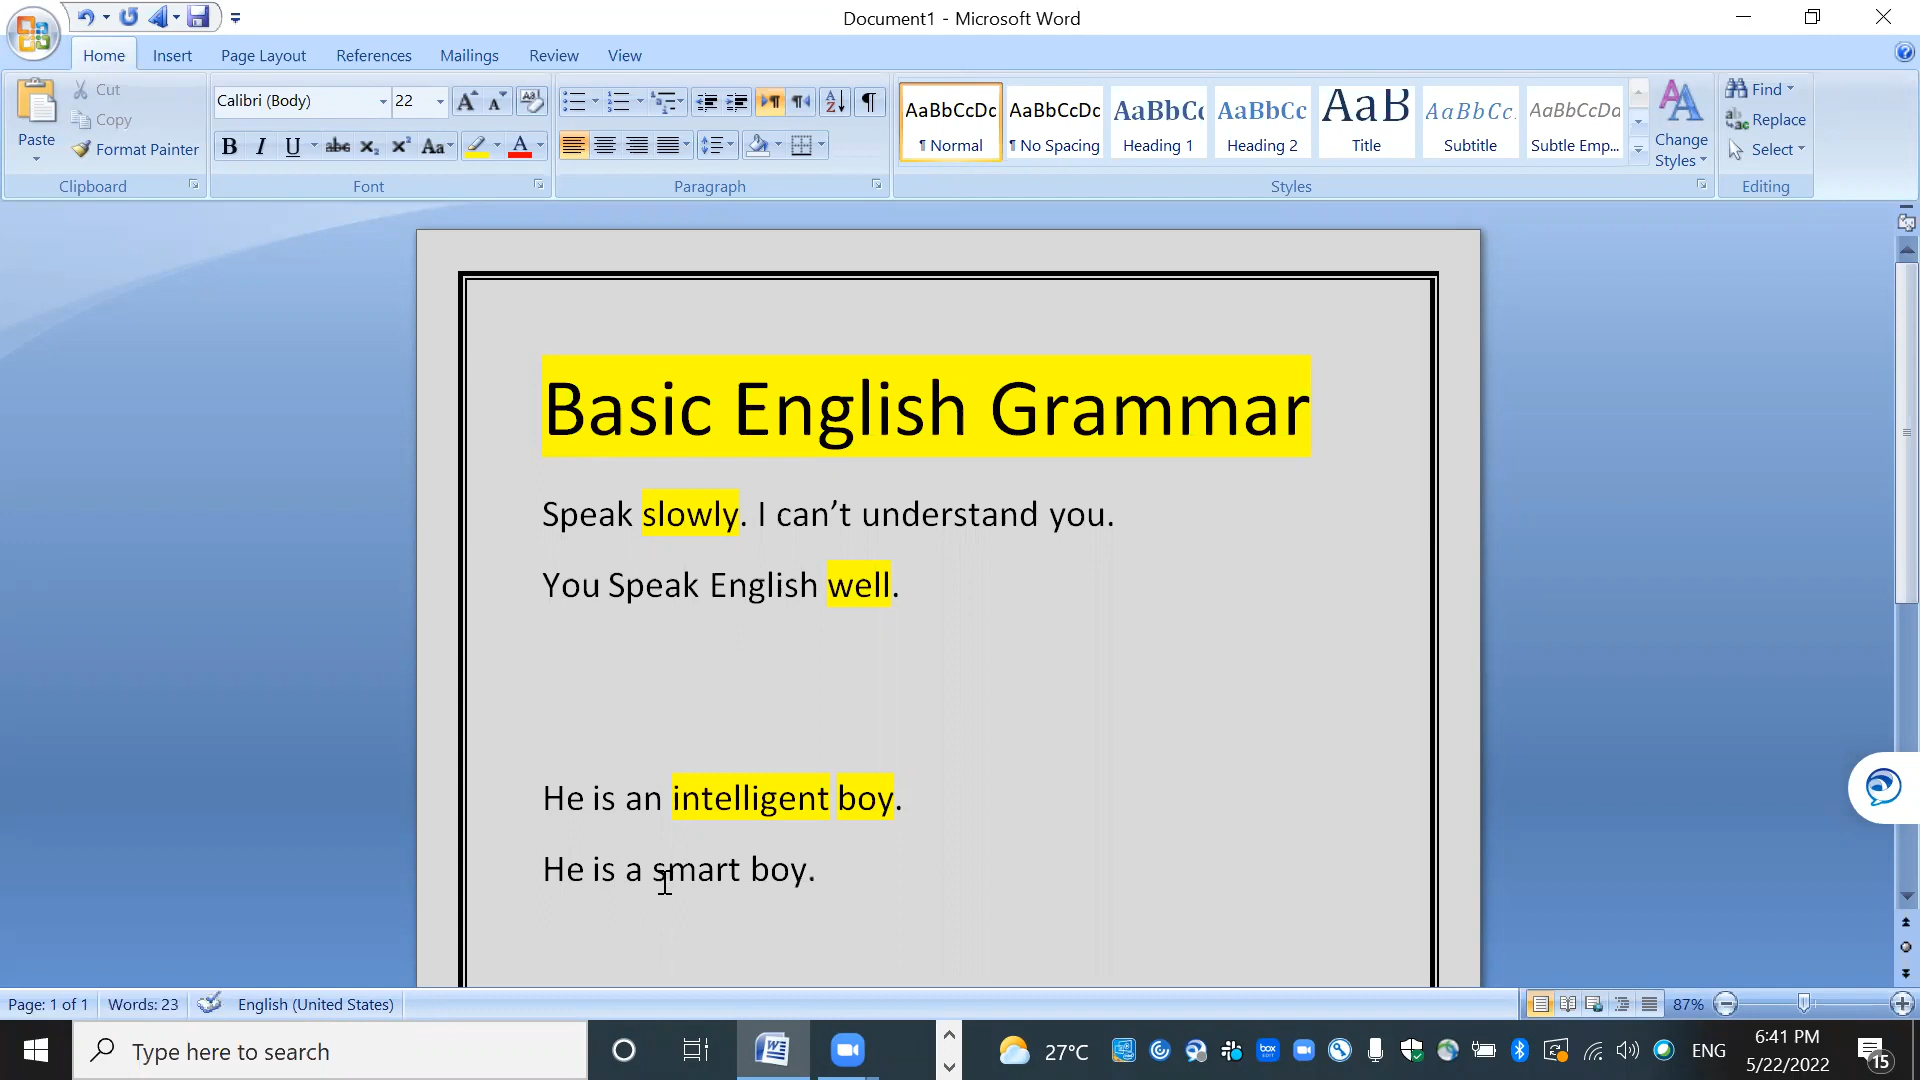 Document1 - Microsoft Word
Home Insert Page Layout References Mailings Review View
Paste
Cut
Copy
Format Painter
Clipboard
Calibri (Body) 22
B I U abc X₂ X² Aa A
Font
Paragraph
AaBbCcDc AaBbCcDc AaBbCc AaBbCc AaB AaBbCc. AaBbCcDa
¶ Normal ¶ No Spacing Heading 1 Heading 2 Title Subtitle Subtle Emp...
Change Styles
Styles
Find
Replace
Select
Editing
Basic English Grammar
Speak slowly. I can’t understand you.
You Speak English well.
He is an intelligent boy.
He is a smart boy.
Page: 1 of 1 Words: 23 English (United States) 87%
Type here to search 27°C ENG
6:41 PM
5/22/2022
15